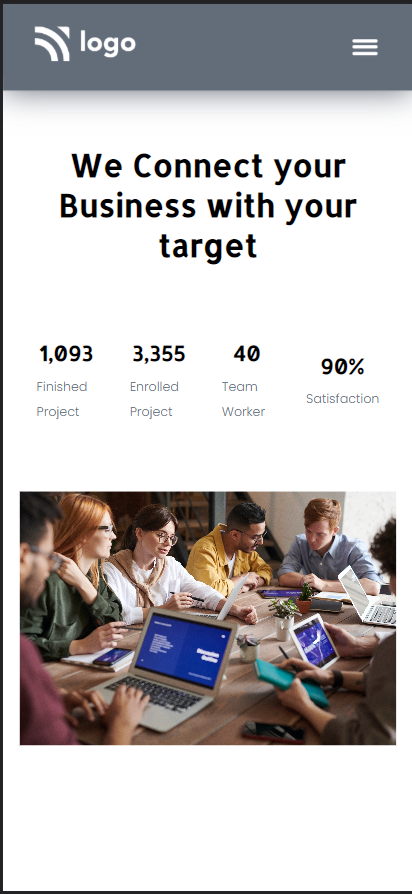 logo
We Connect your
Business with your
target
1,093
Finished
Project
3,355
Enrolled
Project
40
Team
Worker
90%
Satisfaction